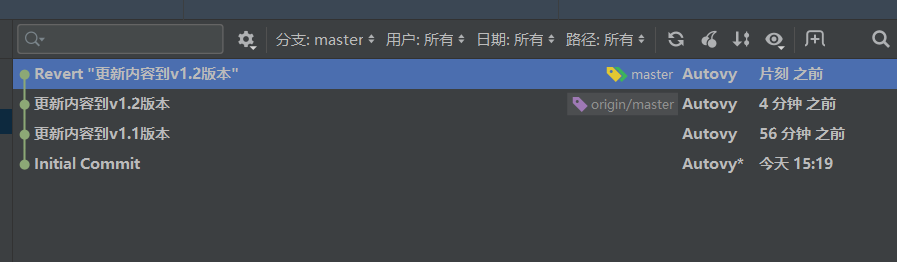 分支: master 用户: 所有 日期: 所有 路径: 所有
Revert "更新内容到v1.2版本" master Autovy 片刻 之前
更新内容到v1.2版本 origin/master Autovy 4 分钟 之前
更新内容到v1.1版本 Autovy 56 分钟 之前
Initial Commit Autovy* 今天 15:19